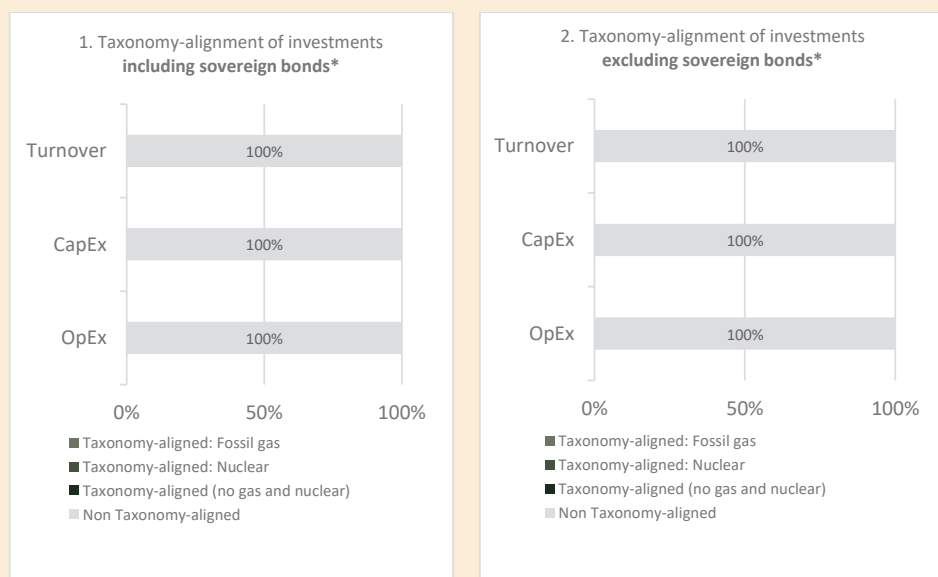 1. Taxonomy-alignment of investments
including sovereign bonds*
Turnover
100%
CapEx
100%
OpEx
100%
0%
50%
100%
Taxonomy-aligned: Fossil gas
Taxonomy-aligned: Nuclear
Taxonomy-aligned (no gas and nuclear)
Non Taxonomy-aligned
2. Taxonomy-alignment of investments
excluding sovereign bonds*
Turnover
100%
CapEx
100%
OpEx
100%
0%
50%
100%
Taxonomy-aligned: Fossil gas
Taxonomy-aligned: Nuclear
Taxonomy-aligned (no gas and nuclear)
Non Taxonomy-aligned